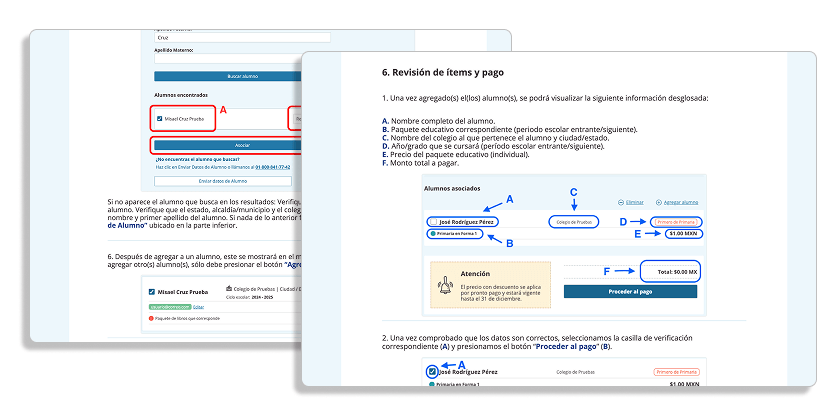 Cruz
Apellido Materno:
Buscar alumno
Alumnos encontrados
Misael Cruz Prueba
A
Asociar
¿No encuentras el alumno que buscas?
Haz clic en Enviar Datos de Alumno o llámanos al 01-800-841-77-42
Enviar datos de Alumno
Si no aparece el alumno que busca en los resultados: Verifiqu
alumno. Verifique que el estado, alcaldía/municipio y el coleg
nombre y primer apellido del alumno. Si nada de lo anterior f
de Alumno” ubicado en la parte inferior.
6. Después de agregar a un alumno, este se mostrará en el m
agregar otro(s) alumno(s), sólo debe presionar el botón “Agre
Misael Cruz Prueba
Colegio de Pruebas | Ciudad / E
Ciclo escolar: 2024 - 2025
Editar
Paquete de libros que corresponde
6. Revisión de ítems y pago
1. Una vez agregado(s) el(los) alumno(s), se podrá visualizar la siguiente información desglosada:
A. Nombre completo del alumno.
B. Paquete educativo correspondiente (periodo escolar entrante/siguiente).
C. Nombre del colegio al que pertenece el alumno y ciudad/estado.
D. Año/grado que se cursará (período escolar entrante/siguiente).
E. Precio del paquete educativo (individual).
F. Monto total a pagar.
Alumnos asociados
A
C
Eliminar
Agregar alumno
José Rodríguez Pérez
Colegio de Pruebas
D
Primero de Primaria
Primaria en Forma 1
B
E
$1.00 MXN
Atención
El precio con descuento se aplica
por pronto pago y estará vigente
hasta el 31 de diciembre.
F
Total: $0.00 MX
Proceder al pago
2. Una vez comprobado que los datos son correctos, seleccionamos la casilla de verificación
correspondiente (A) y presionamos el botón “Proceder al pago” (B).
A
José Rodríguez Pérez
Colegio de Pruebas
Primero de Primaria
Primaria en Forma 1
$1.00 MXN